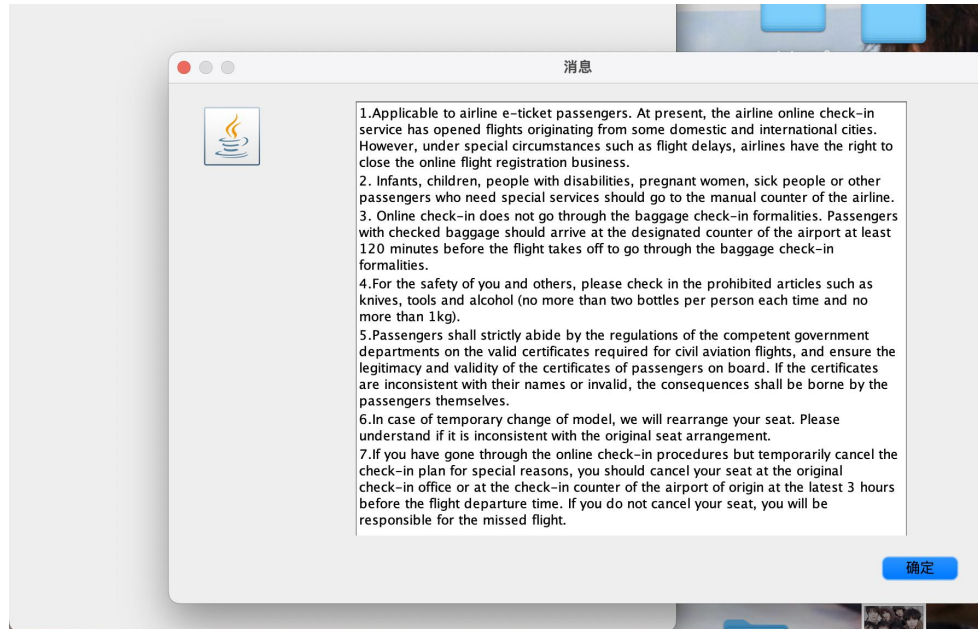 消息
1.Applicable to airline e-ticket passengers. At present, the airline online check-in
service has opened flights originating from some domestic and international cities.
However, under special circumstances such as flight delays, airlines have the right to
close the online flight registration business.
2. Infants, children, people with disabilities, pregnant women, sick people or other
passengers who need special services should go to the manual counter of the airline.
3. Online check-in does not go through the baggage check-in formalities. Passengers
with checked baggage should arrive at the designated counter of the airport at least
120 minutes before the flight takes off to go through the baggage check-in
formalities.
4.For the safety of you and others, please check in the prohibited articles such as
knives, tools and alcohol (no more than two bottles per person each time and no
more than 1kg).
5.Passengers shall strictly abide by the regulations of the competent government
departments on the valid certificates required for civil aviation flights, and ensure the
legitimacy and validity of the certificates of passengers on board. If the certificates
are inconsistent with their names or invalid, the consequences shall be borne by the
passengers themselves.
6.In case of temporary change of model, we will rearrange your seat. Please
understand if it is inconsistent with the original seat arrangement.
7.If you have gone through the online check-in procedures but temporarily cancel the
check-in plan for special reasons, you should cancel your seat at the original
check-in office or at the check-in counter of the airport of origin at the latest 3 hours
before the flight departure time. If you do not cancel your seat, you will be
responsible for the missed flight.
确定